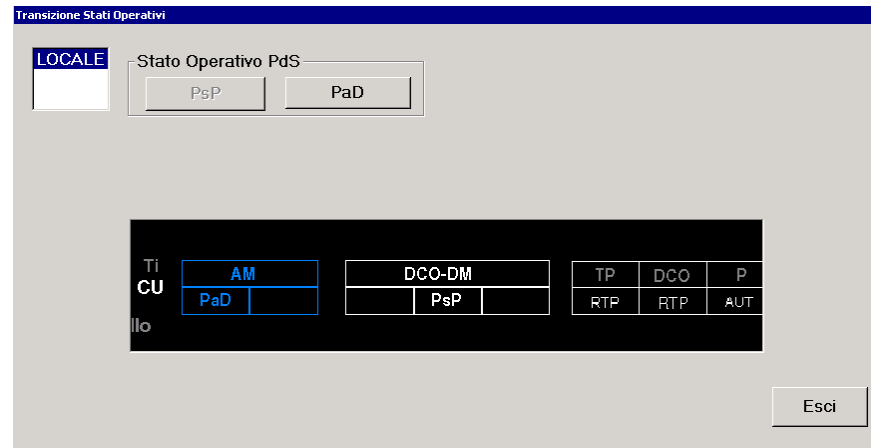 Transizione Stati Operativi
LOCALE
Stato Operativo PdS
PsP PaD
Ti
CU
llo
AM
PaD
DCO-DM
PsP
TP DCO P
RTP RTP AUT
Esci